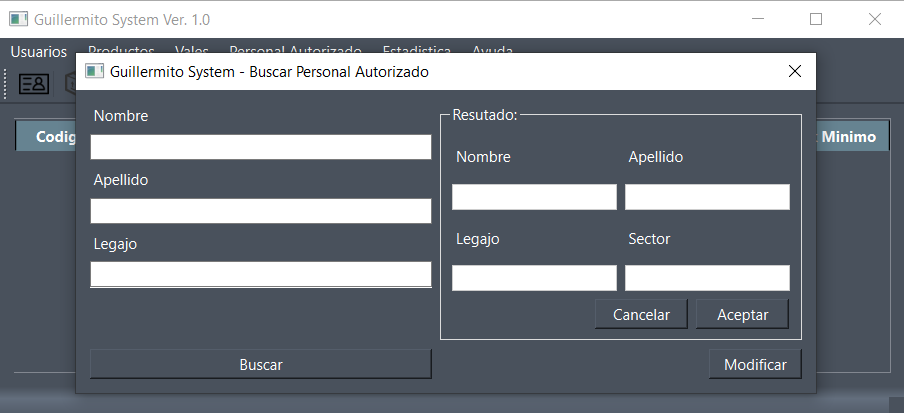 Guillermito System Ver. 1.0
Usuarios Productos Vales Personal Autorizado Estadistica Ayuda
Guillermito System - Buscar Personal Autorizado
Minimo
Nombre
Apellido
Legajo
Buscar
Resutado:
Nombre Apellido
Legajo Sector
Cancelar Aceptar
Modificar